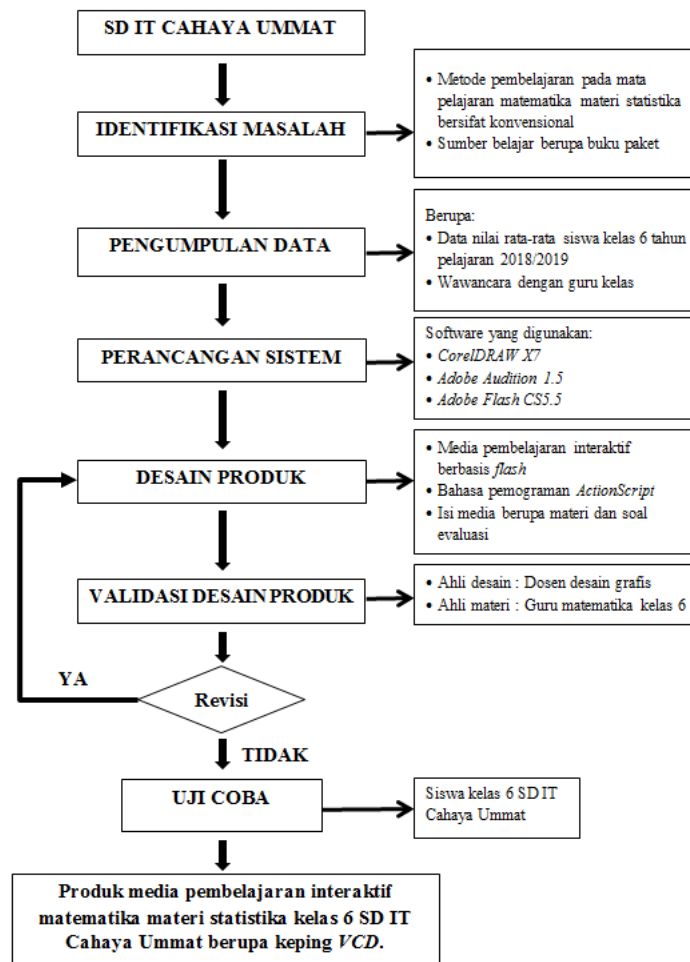 SD IT CAHAYA UMMAT
IDENTIFIKASI MASALAH
• Metode pembelajaran pada mata
pelajaran matematika materi statistika
bersifat konvensional
• Sumber belajar berupa buku paket
PENGUMPULAN DATA
Berupa:
• Data nilai rata-rata siswa kelas 6 tahun
pelajaran 2018/2019
• Wawancara dengan guru kelas
PERANCANGAN SISTEM
Software yang digunakan:
• CorelDRAW X7
• Adobe Audition 1.5
• Adobe Flash CS5.5
DESAIN PRODUK
• Media pembelajaran interaktif
berbasis flash
• Bahasa pemograman ActionScript
• Isi media berupa materi dan soal
evaluasi
VALIDASI DESAIN PRODUK
• Ahli desain : Dosen desain grafis
• Ahli materi : Guru matematika kelas 6
YA
Revisi
TIDAK
UJI COBA
Siswa kelas 6 SD IT
Cahaya Ummat
Produk media pembelajaran interaktif
matematika materi statistika kelas 6 SD IT
Cahaya Ummat berupa keping VCD.